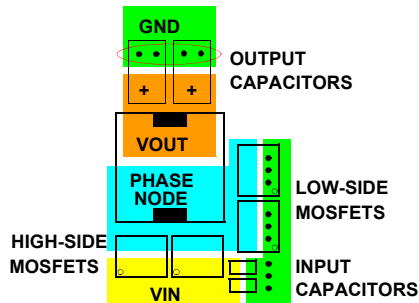 GND
OUTPUT
CAPACITORS
+ +
VOUT
PHASE
NODE
LOW-SIDE
MOSFETS
HIGH-SIDE
MOSFETS
INPUT
CAPACITORS
VIN